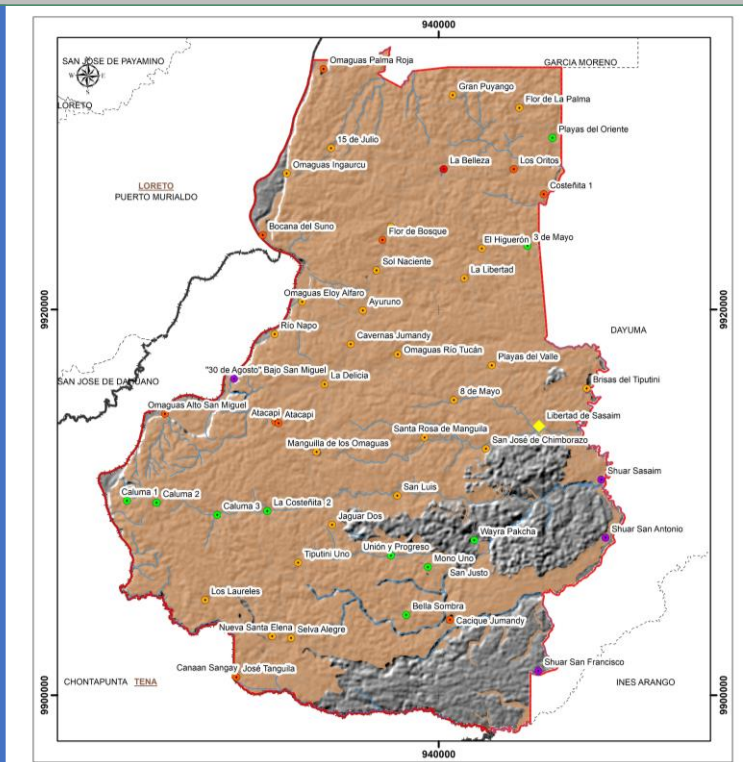 940000
SAN JOSE DE PAYAMINO
GARCIA MORENO
Omaguas Palma Roja
LORETO
Gran Puyango
Flor de La Palma
Playas del Oriente
15 de Julio
La Belleza
Los Oritos
Omaguas Ingaurcu
LORETO
PUERTO MURIALDO
Costeñita 1
Bocana del Suno
Flor de Bosque
3 de Mayo
El Higuerón
Sol Naciente
La Libertad
Omaguas Eloy Alfaro
Ayuruno
9920000
9920000
Río Napo
DAYUMA
Cavernas Jumandy
Omaguas Río Tucán
Playas del Valle
"30 de Agosto" Bajo San Miguel
SAN JOSE DE DAHUANO
La Delicia
Brisas del Tiputini
8 de Mayo
Omaguas Alto San Miguel
Atacapi
Atacapi
Libertad de Sasaim
Santa Rosa de Manguila
Manguilla de los Omaguas
San José de Chimborazo
Shuar Sasaim
Caluma 1
Caluma 2
San Luis
Caluma 3
La Costeñita 2
Jaguar Dos
Wayra Pakcha
Shuar San Antonio
Unión y Progreso
Tiputini Uno
Mono Uno
San Justo
Los Laureles
Bella Sombra
Cacique Jumandy
Nueva Santa Elena
Selva Alegre
Shuar San Francisco
Canaan Sangay
José Tanguila
CHONTAPUNTA
TENA
INES ARANGO
9900000
9900000
940000